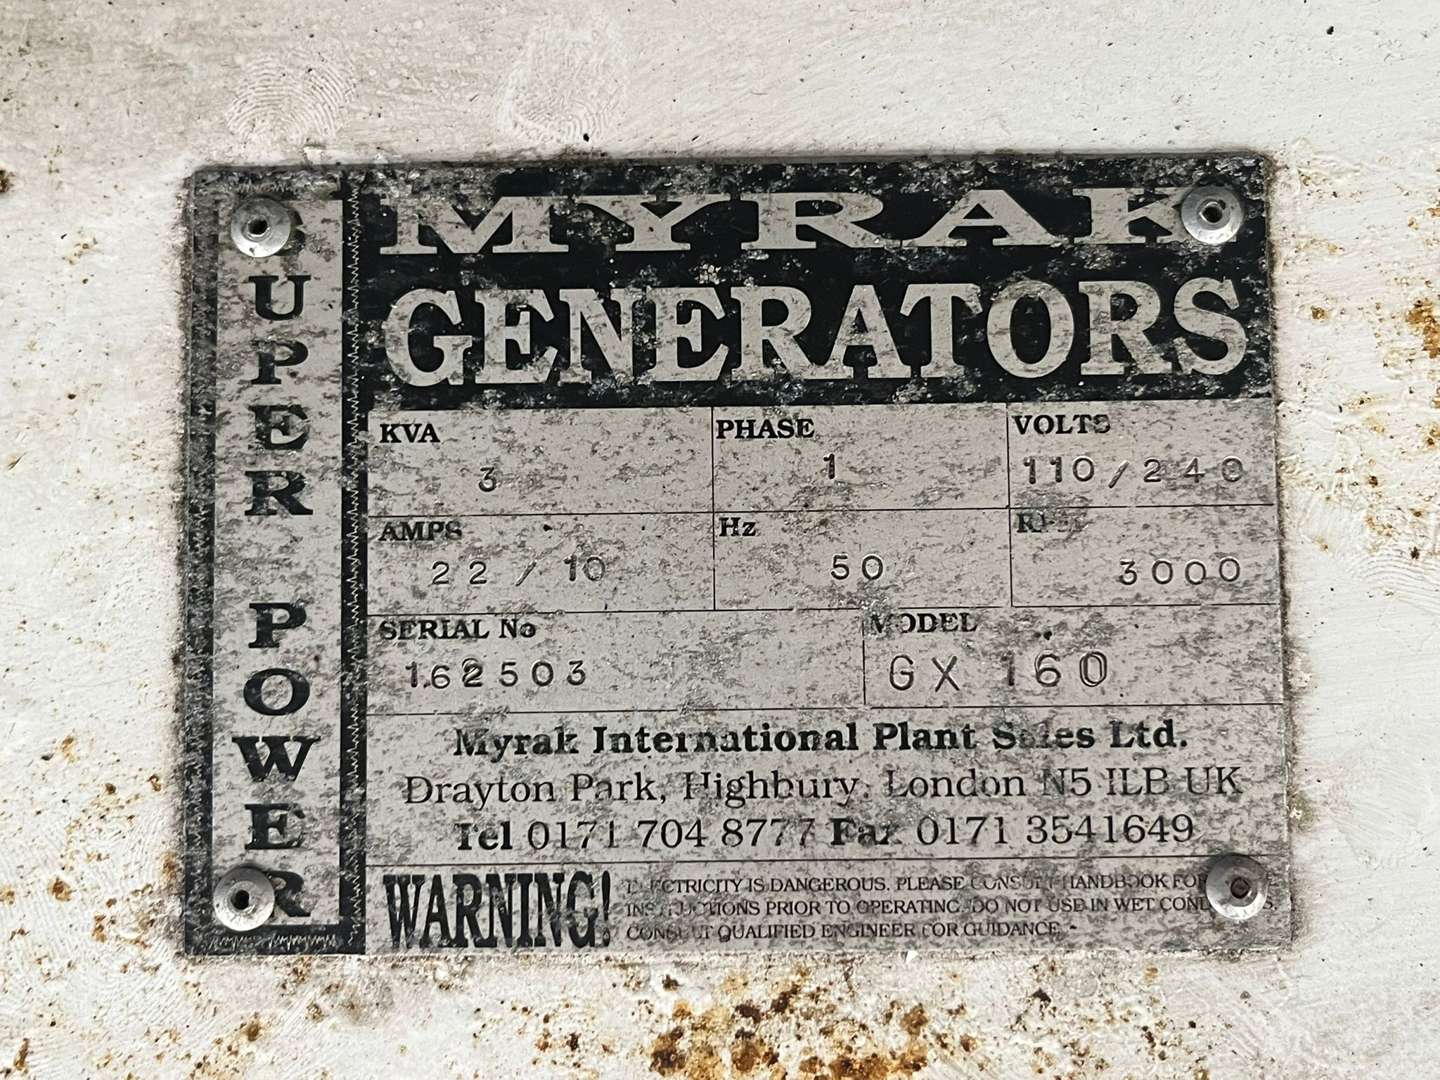 SUPER POWER
MYRAK
GENERATORS
KVA PHASE VOLTS
3 1 110/240
AMPS Hz
22 / 10 50 3000
SERIAL No MODEL
162503 GX 160
Myrak International Plant Sales Ltd.
Drayton Park, Highbury, London N5 1LB UK
Tel 0171 704 8777 Fax 0171 3541649
WARNING! ELECTRICITY IS DANGEROUS. PLEASE CONSULT HANDBOOK FOR
INSTRUCTIONS PRIOR TO OPERATING. DO NOT USE IN WET CONDITIONS.
CONSULT QUALIFIED ENGINEER FOR GUIDANCE.